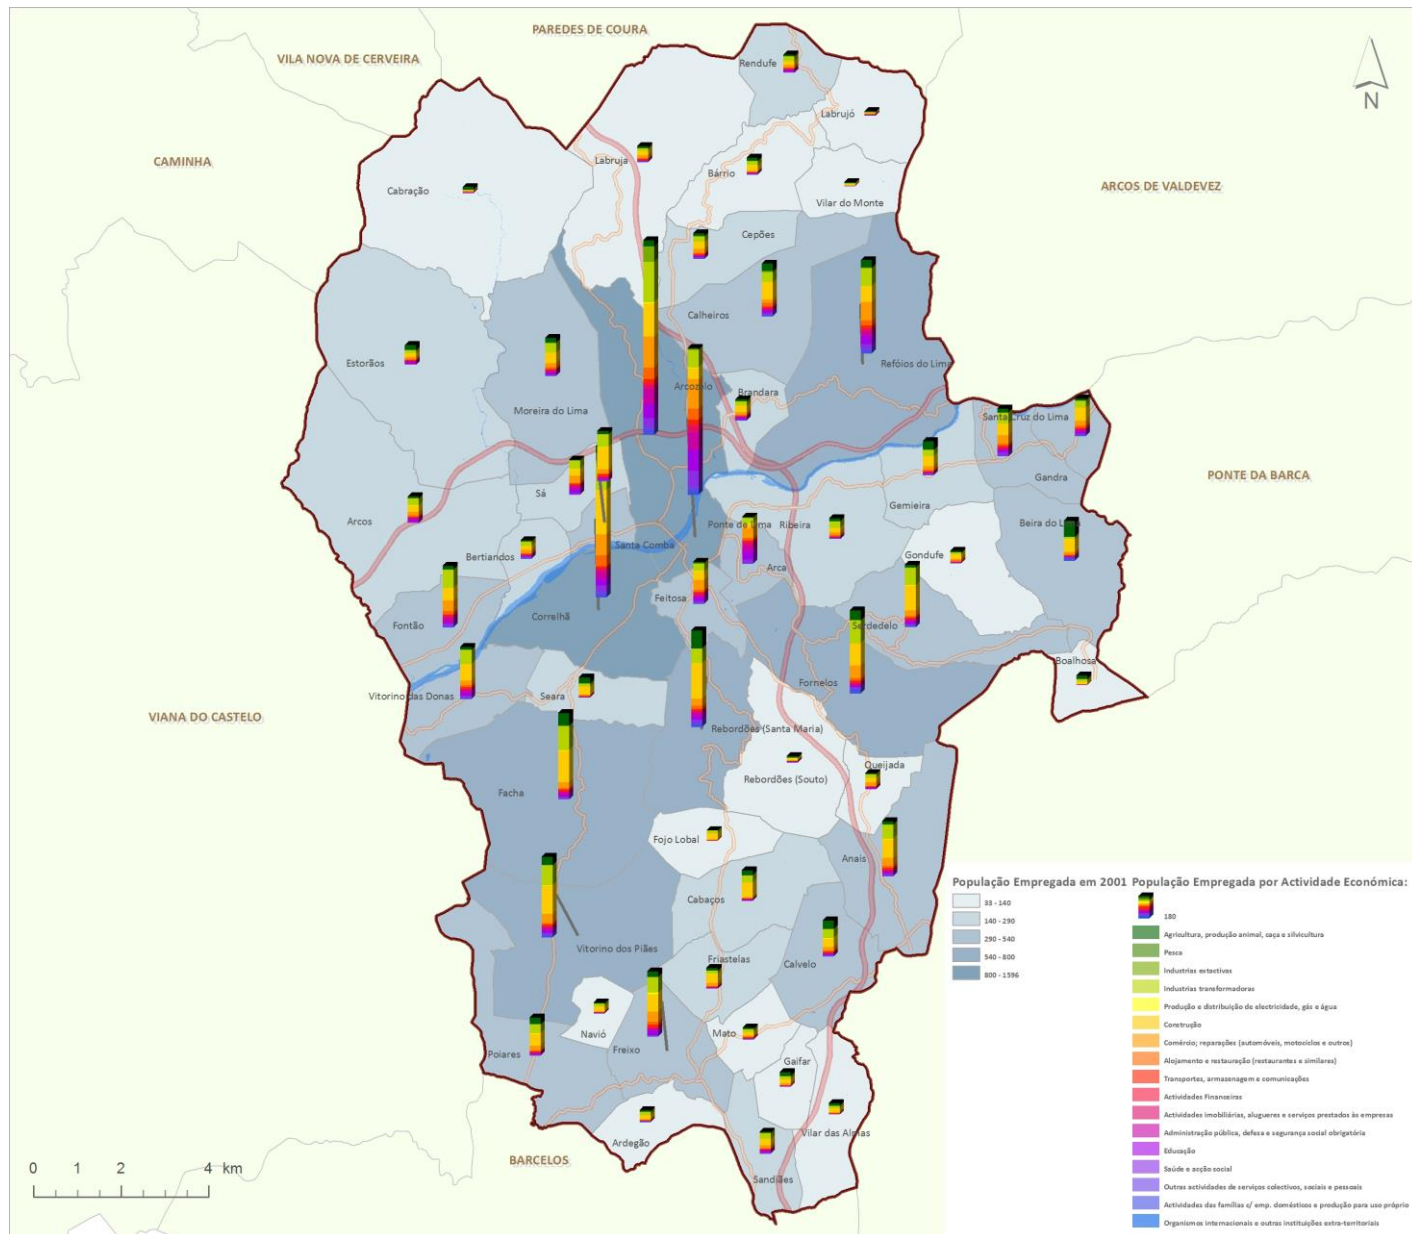 PAREDES DE COURA
VILA NOVA DE CERVEIRA
Rendufe
N
Labrujó
CAMINHA
Labruja
Bárrio
Cabração
ARCOS DE VALDEVEZ
Vilar do Monte
Cepões
Calheiros
Estorãos
Refóios do Lima
Arcozelo
Brandara
Moreira do Lima
Santa Cruz do Lima
Gandra
PONTE DA BARCA
Sá
Gemieira
Arcos
Ponte de Lima
Ribeira
Beira do Lima
Santa Comba
Bertiandos
Gondufe
Arca
Feitosa
Correlhã
Fontão
Serdedelo
Boalhosa
Fornelos
Vitorino das Donas
Seara
VIANA DO CASTELO
Rebordões (Santa Maria)
Queijada
Rebordões (Souto)
Facha
Fojo Lobal
Anais
Cabaços
Vitorino dos Piães
Friastelas
Calvelo
Navió
Mato
Freixo
Poiares
Gaifar
Vilar das Almas
Ardegão
BARCELOS
Sandiães
0 1 2 4 km
População Empregada em 2001
33 - 140
140 - 290
290 - 540
540 - 800
800 - 1596
População Empregada por Actividade Económica:
180
Agricultura, produção animal, caça e silvicultura
Pesca
Industrias extactivas
Industrias transformadoras
Produção e distribuição de electricidade, gás e água
Construção
Comércio; reparações (automóveis, motociclos e outros)
Alojamento e restauração (restaurantes e similares)
Transportes, armazenagem e comunicações
Actividades Financeiras
Actividades imobiliárias, alugueres e serviços prestados às empresas
Administração pública, defesa e segurança social obrigatória
Educação
Saúde e acção social
Outras actividades de serviços colectivos, sociais e pessoais
Actividades das famílias c/ emp. domésticos e produção para uso próprio
Organismos internacionais e outras instituições extra-territoriais